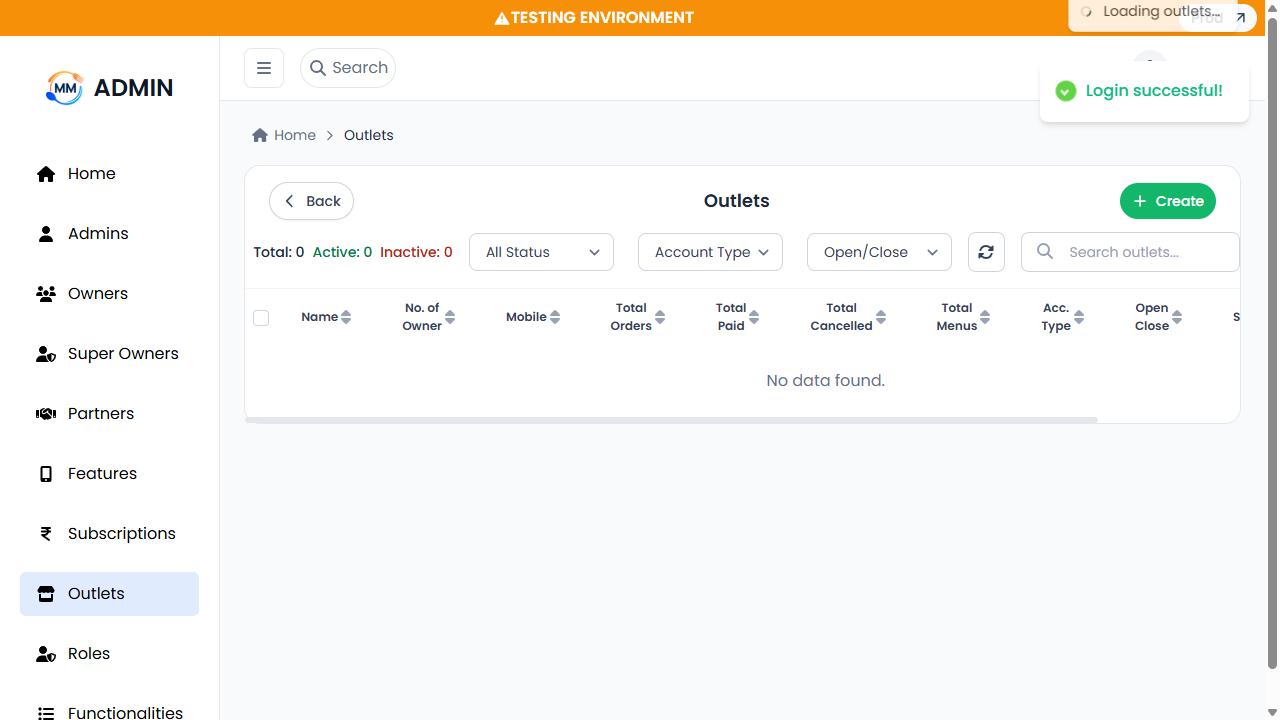 TESTING ENVIRONMENT
Loading outlets...
Prod
MM ADMIN
Search
Login successful!
Home
Outlets
Home
Admins
Owners
Super Owners
Partners
Features
Subscriptions
Outlets
Roles
Functionalities
Back
Outlets
Create
Total: 0 Active: 0 Inactive: 0
All Status
Account Type
Open/Close
Search outlets...
Name
No. of
Owner
Mobile
Total
Orders
Total
Paid
Total
Cancelled
Total
Menus
Acc.
Type
Open
Close
S
No data found.